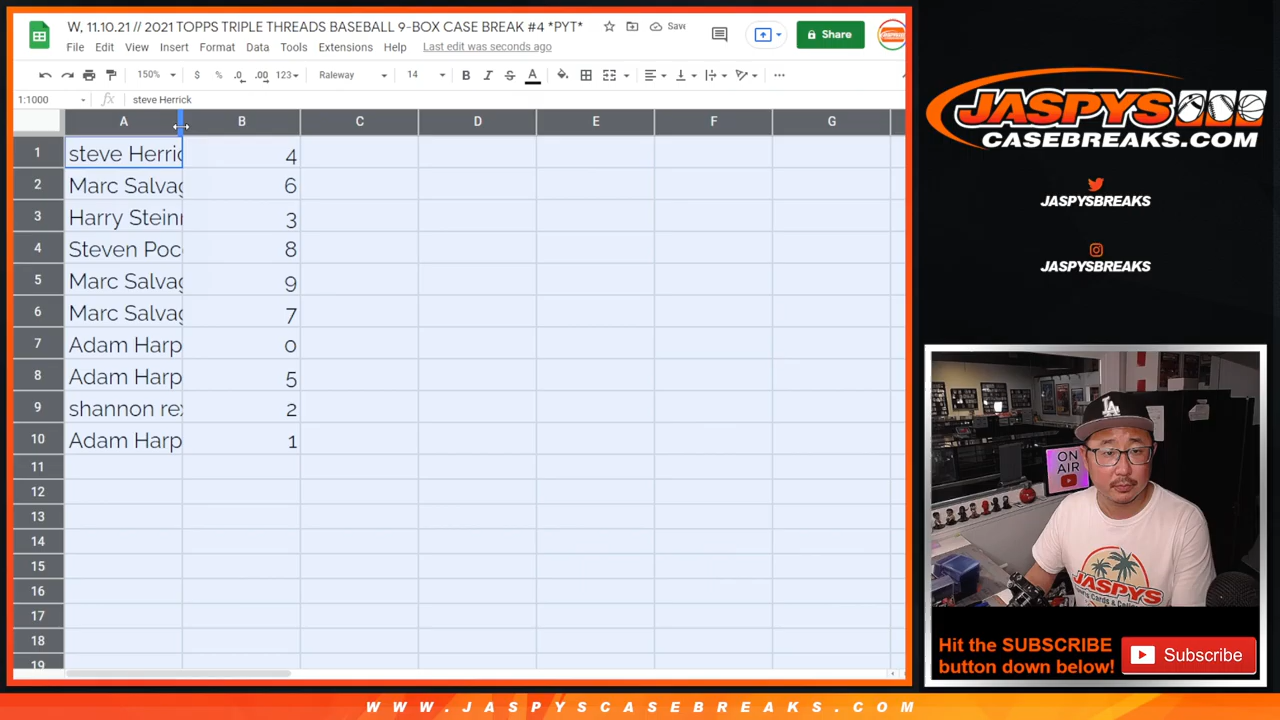 W, 11.10.21 // 2021 TOPPS TRIPLE THREADS BASEBALL 9-BOX CASE BREAK #4 *PYT*
File Edit View Insert Format Data Tools Extensions Help Last edit was seconds ago
Share
150% $ % .0 .00 123 Raleway 14 B I S A
1:1000 fx steve Herrick
A B C D E F G
1 steve Herric 4
2 Marc Salvag 6
3 Harry Steinr 3
4 Steven Poc 8
5 Marc Salvag 9
6 Marc Salvag 7
7 Adam Harp 0
8 Adam Harp 5
9 shannon rex 2
10 Adam Harp 1
11
12
13
14
15
16
17
18
19
JASPYS
CASEBREAKS.COM
JASPYSBREAKS
JASPYSBREAKS
LA
ON AIR
JASPYS
Hit the SUBSCRIBE
button down below!
Subscribe
WWW.JASPYSCASEBREAKS.COM